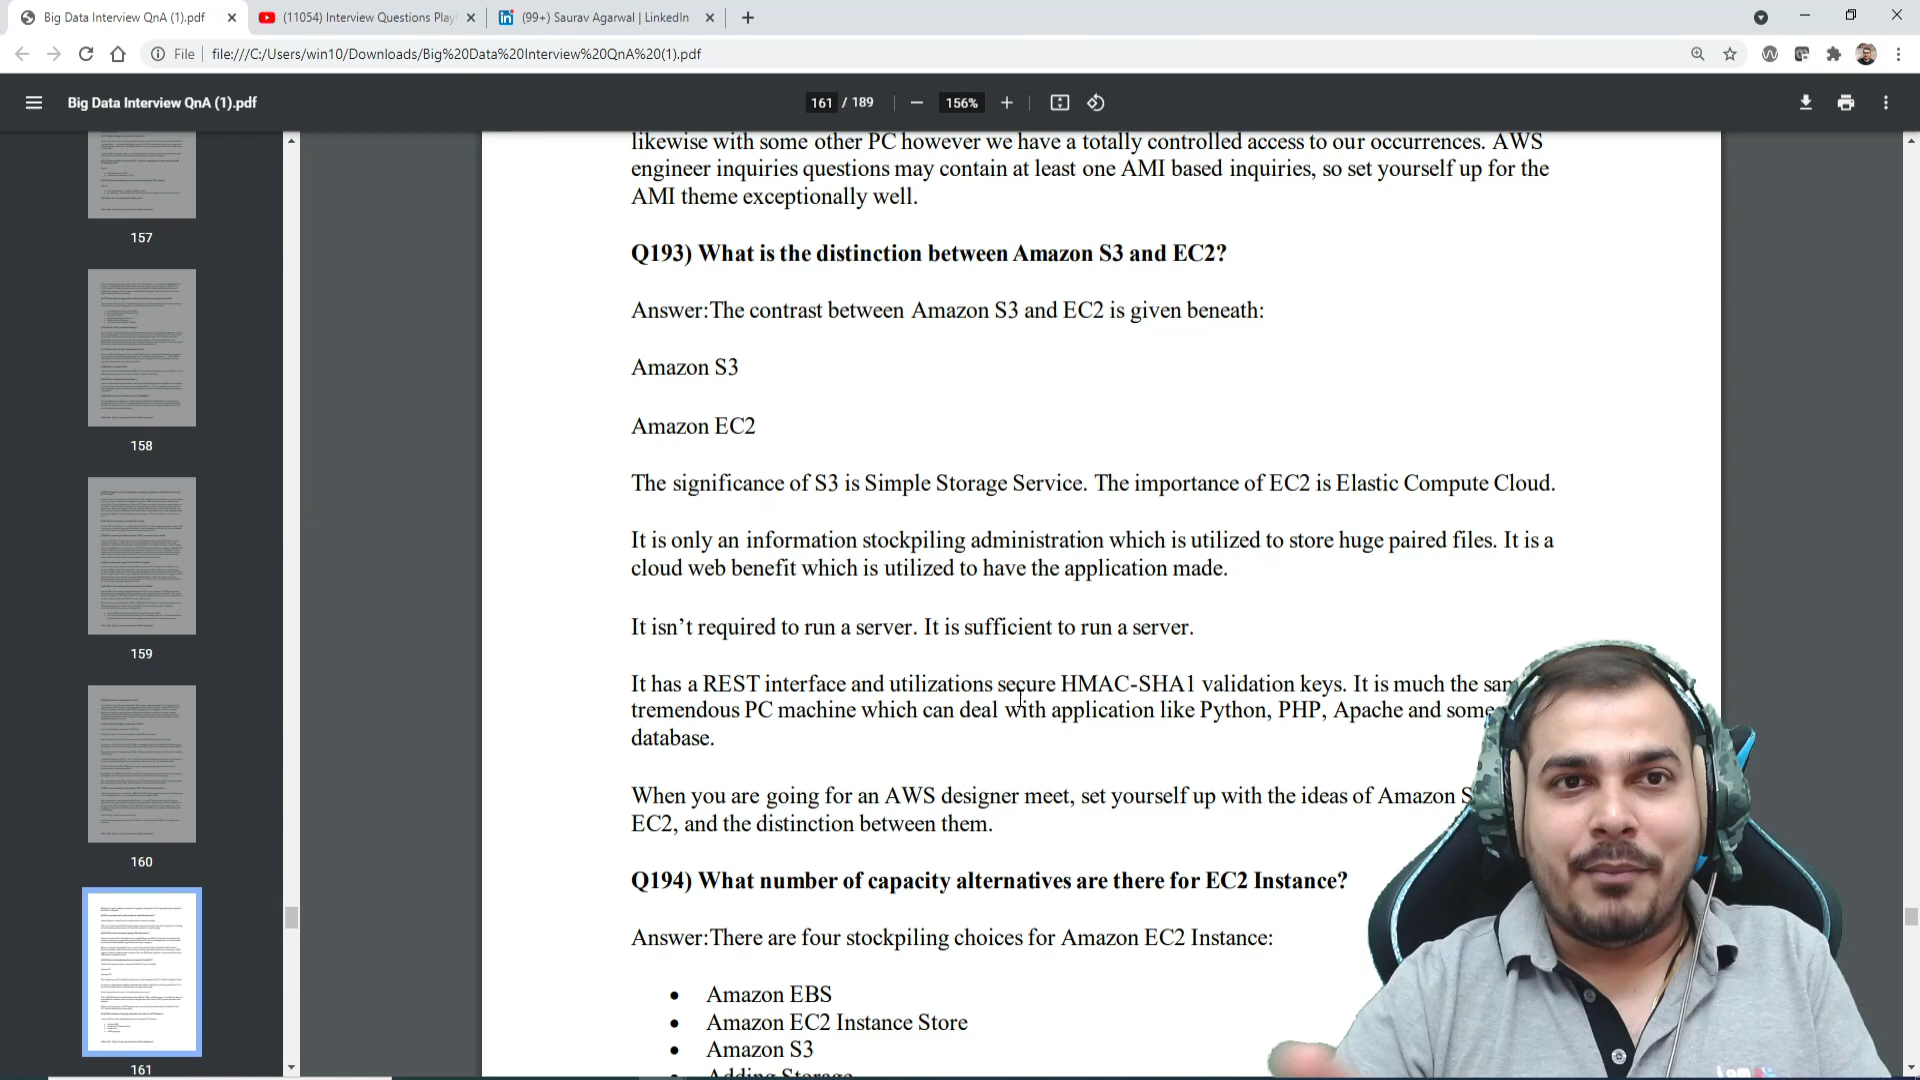 Big Data Interview QnA (1).pdf
(11054) Interview Questions Play
in
(99+) Saurav Agarwal | LinkedIn
File
file:///C:/Users/win10/Downloads/Big%20Data%20Interview%20QnA%20(1).pdf
Big Data Interview QnA (1).pdf
161 / 189
156%
157
158
159
160
161
likewise with some other PC however we have a totally controlled access to our occurrences. AWS
engineer inquiries questions may contain at least one AMI based inquiries, so set yourself up for the
AMI theme exceptionally well.
Q193) What is the distinction between Amazon S3 and EC2?
Answer:The contrast between Amazon S3 and EC2 is given beneath:
Amazon S3
Amazon EC2
The significance of S3 is Simple Storage Service. The importance of EC2 is Elastic Compute Cloud.
It is only an information stockpiling administration which is utilized to store huge paired files. It is a
cloud web benefit which is utilized to have the application made.
It isn’t required to run a server. It is sufficient to run a server.
It has a REST interface and utilizations secure HMAC-SHA1 validation keys. It is much the
tremendous PC machine which can deal with application like Python, PHP, Apache and some
database.
When you are going for an AWS designer meet, set yourself up with the ideas of Amazon
EC2, and the distinction between them.
Q194) What number of capacity alternatives are there for EC2 Instance?
Answer:There are four stockpiling choices for Amazon EC2 Instance:
• Amazon EBS
• Amazon EC2 Instance Store
• Amazon S3
• Adding Storage